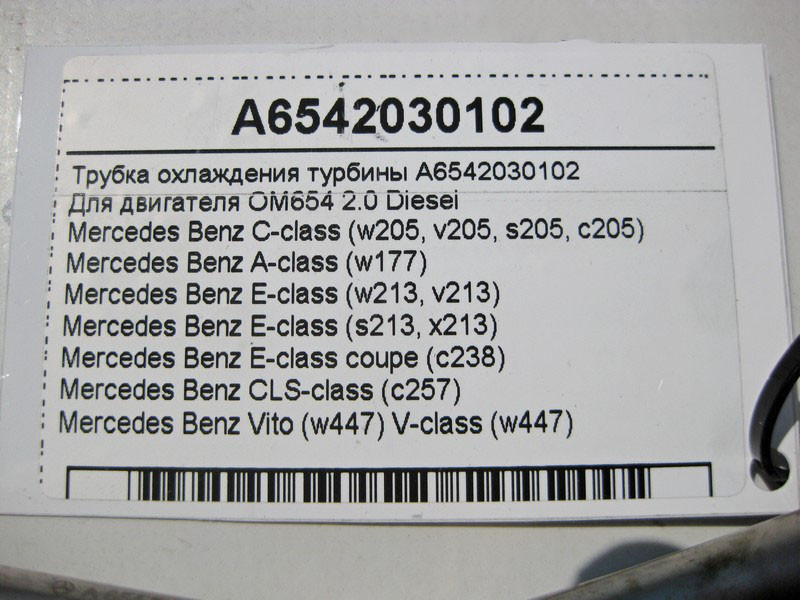 A6542030102
Трубка охлаждения турбины A6542030102
Для двигателя OM654 2.0 Diesel
Mercedes Benz C-class (w205, v205, s205, c205)
Mercedes Benz A-class (w177)
Mercedes Benz E-class (w213, v213)
Mercedes Benz E-class (s213, x213)
Mercedes Benz E-class coupe (c238)
Mercedes Benz CLS-class (c257)
Mercedes Benz Vito (w447) V-class (w447)